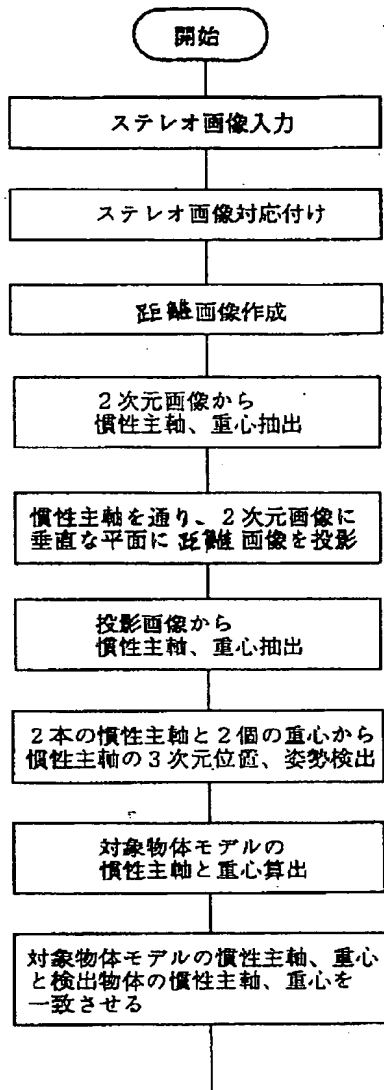 開始
ステレオ画像入力
ステレオ画像対応付け
距離画像作成
2次元画像から
慣性主軸、重心抽出
慣性主軸を通り、2次元画像に
垂直な平面に距離画像を投影
投影画像から
慣性主軸、重心抽出
2本の慣性主軸と2個の重心から
慣性主軸の3次元位置、姿勢検出
対象物体モデルの
慣性主軸と重心算出
対象物体モデルの慣性主軸、重心
と検出物体の慣性主軸、重心を
一致させる